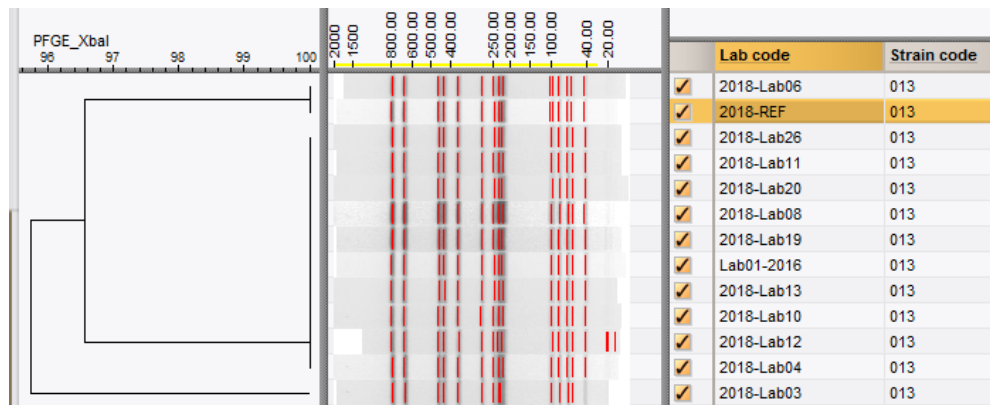 PFGE_XbaI
96 97 98 99 100
2000 1500 800.00 600.00 500.00 400.00 250.00 200.00 150.00 100.00 40.00 20.00
Lab code Strain code
2018-Lab06 013
2018-REF 013
2018-Lab26 013
2018-Lab11 013
2018-Lab20 013
2018-Lab08 013
2018-Lab19 013
Lab01-2016 013
2018-Lab13 013
2018-Lab10 013
2018-Lab12 013
2018-Lab04 013
2018-Lab03 013